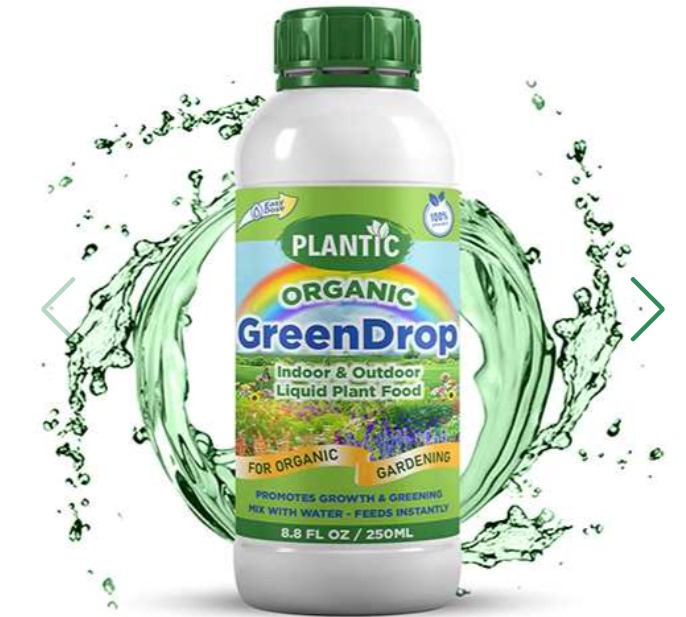 Easy
Dose
100%
PLANTIC
ORGANIC
GreenDrop
Indoor & Outdoor
Liquid Plant Food
FOR ORGANIC GARDENING
PROMOTES GROWTH & GREENING
MIX WITH WATER - FEEDS INSTANTLY
8.8 FL OZ / 250ML